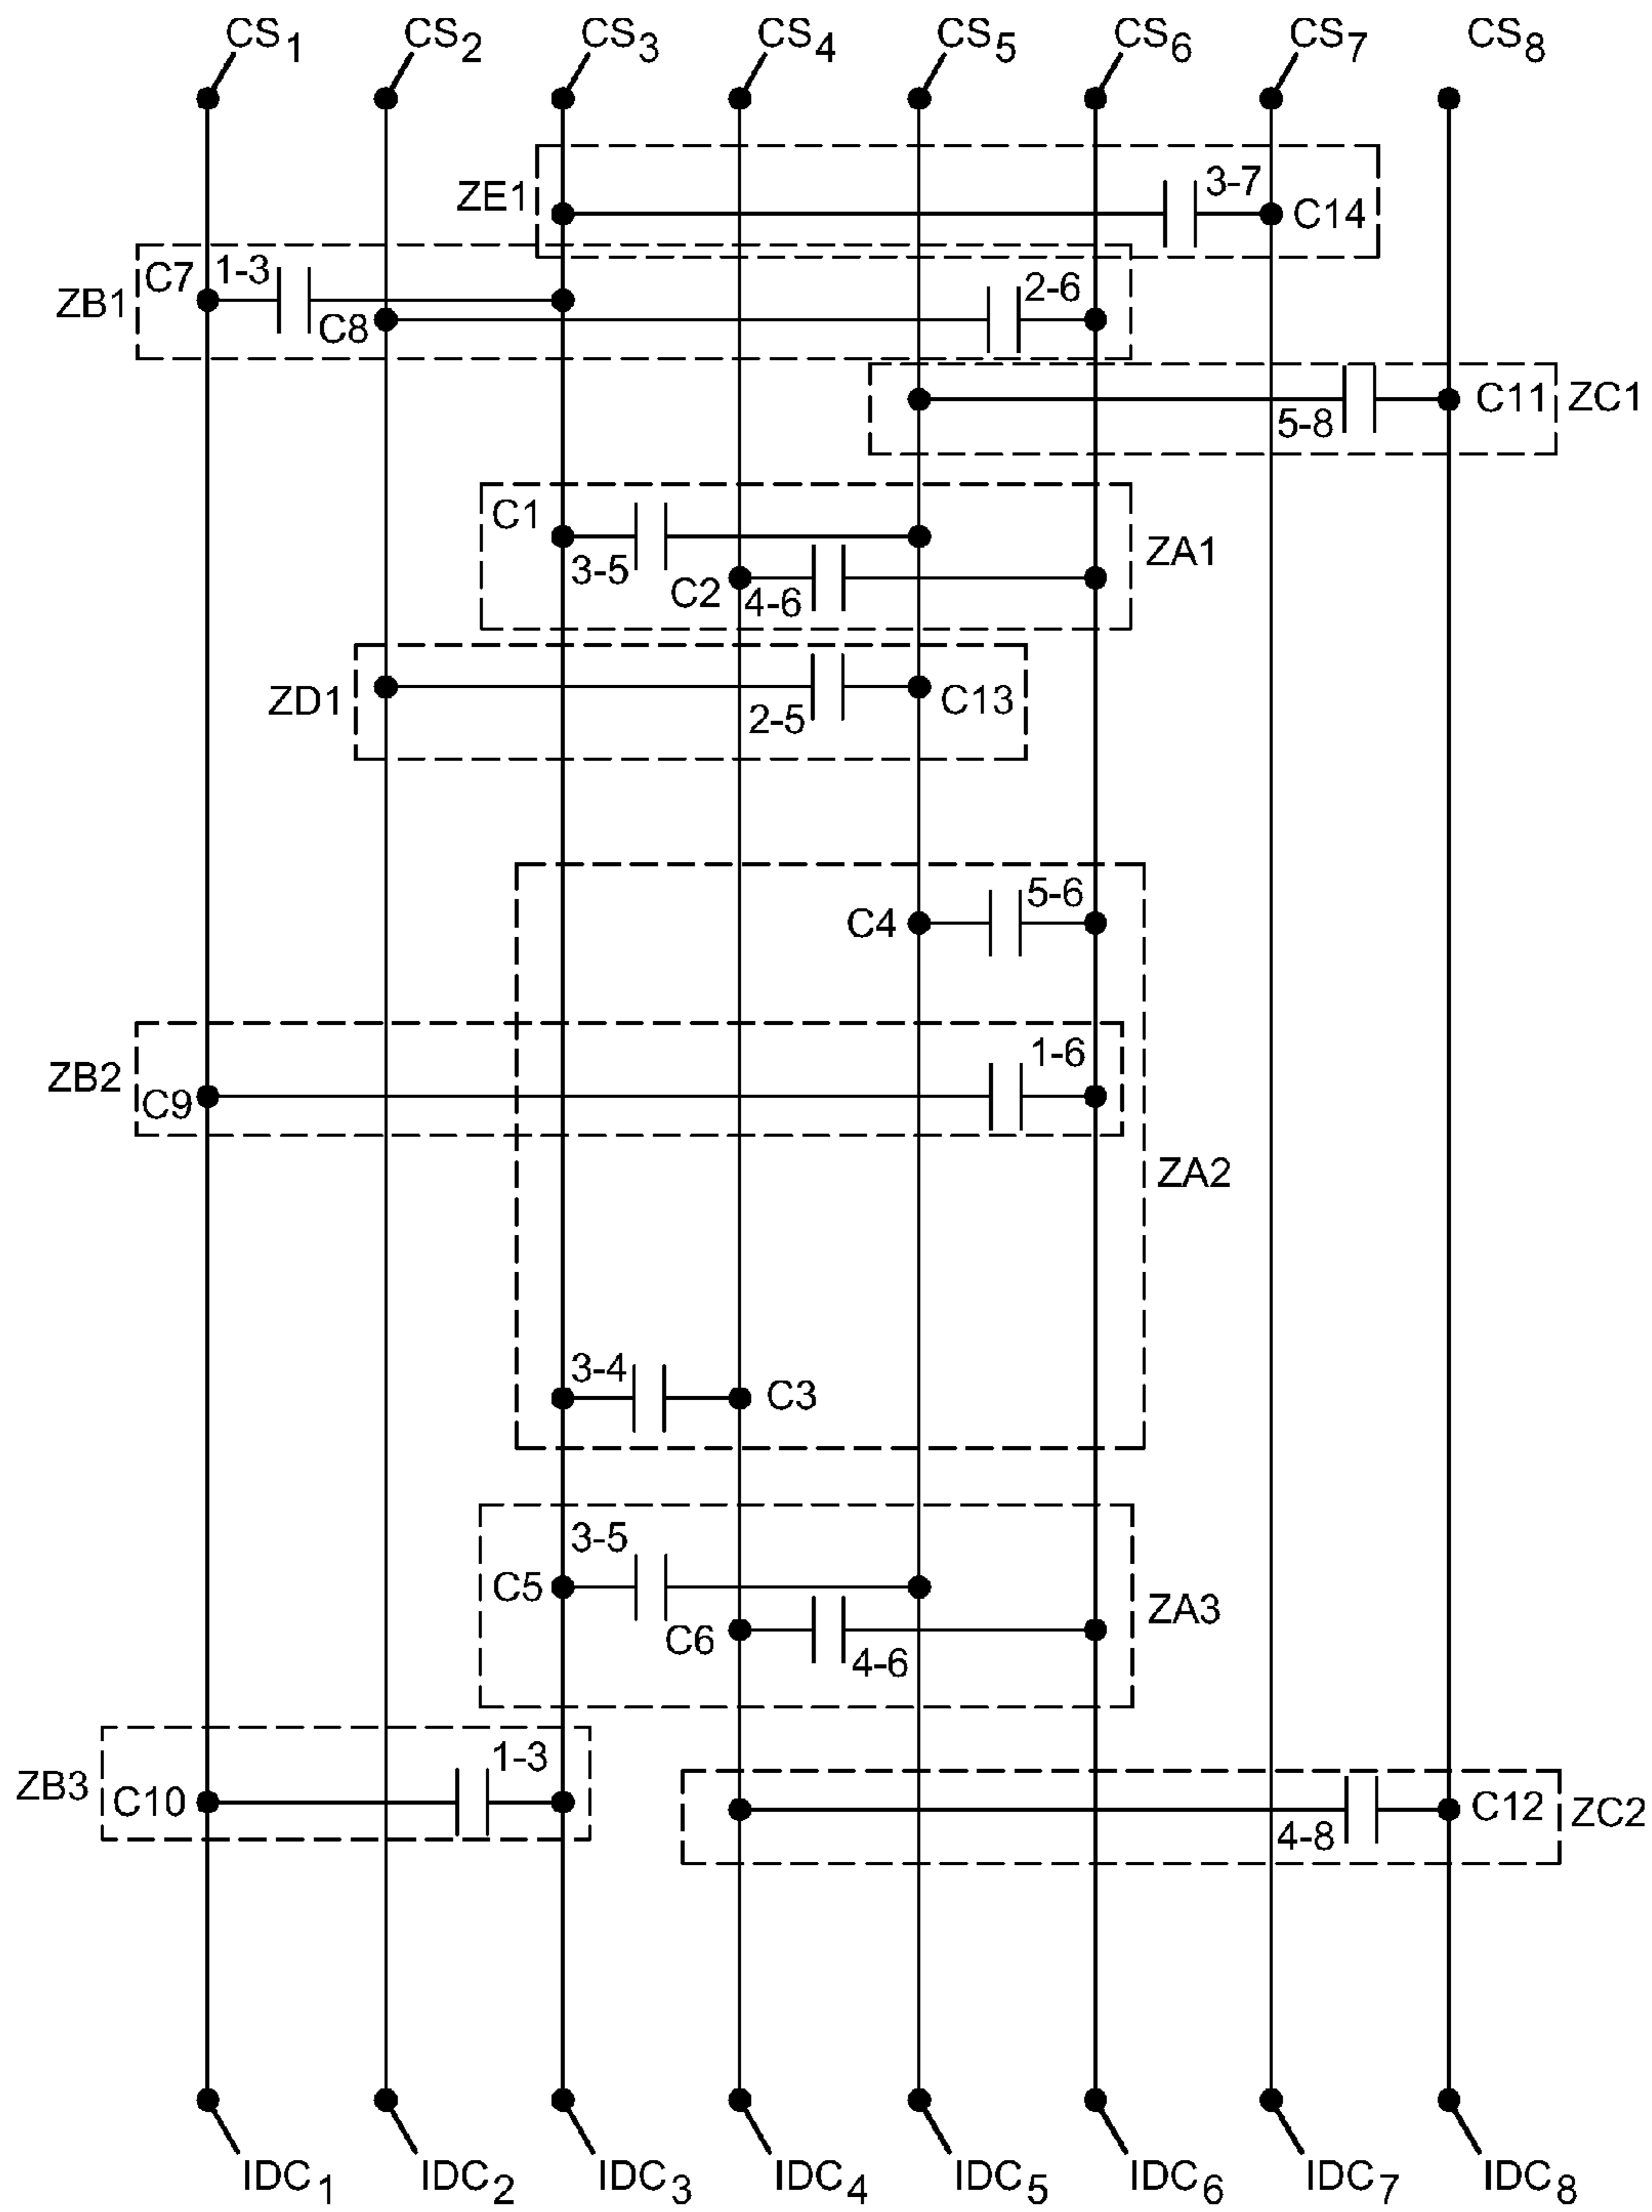 CS1 CS2 CS3 CS4 CS5 CS6 CS7 CS8
ZE1
3-7
C14
ZB1
C7
1-3
C8
2-6
5-8
C11
ZC1
C1
3-5
C2
4-6
ZA1
ZD1
2-5
C13
C4
5-6
ZB2
C9
1-6
ZA2
3-4
C3
3-5
C5
C6
4-6
ZA3
ZB3
C10
1-3
4-8
C12
ZC2
IDC1 IDC2 IDC3 IDC4 IDC5 IDC6 IDC7 IDC8